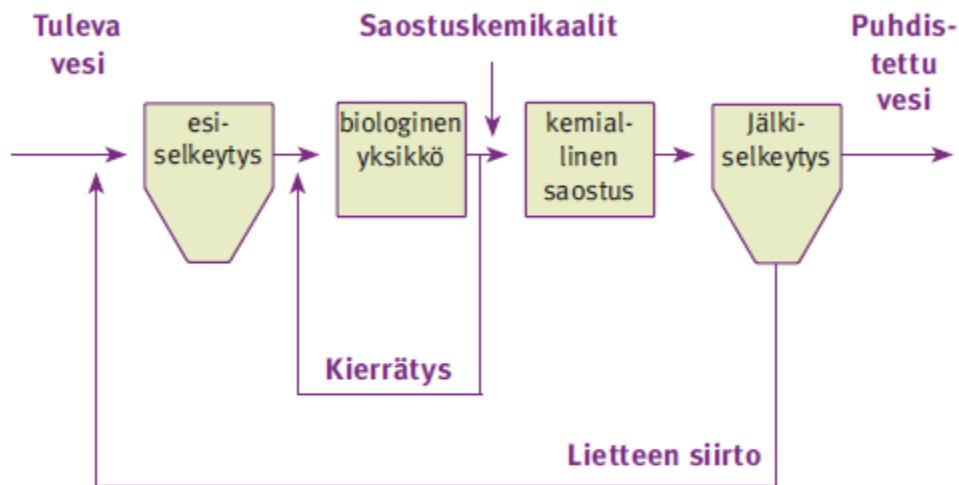 Tuleva
vesi
Saostuskemikaalit
Puhdis-
tettu
vesi
esi-
selkeytys
biologinen
yksikkö
kemial-
linen
saostus
Jälki-
selkeytys
Kierrätys
Lietteen siirto